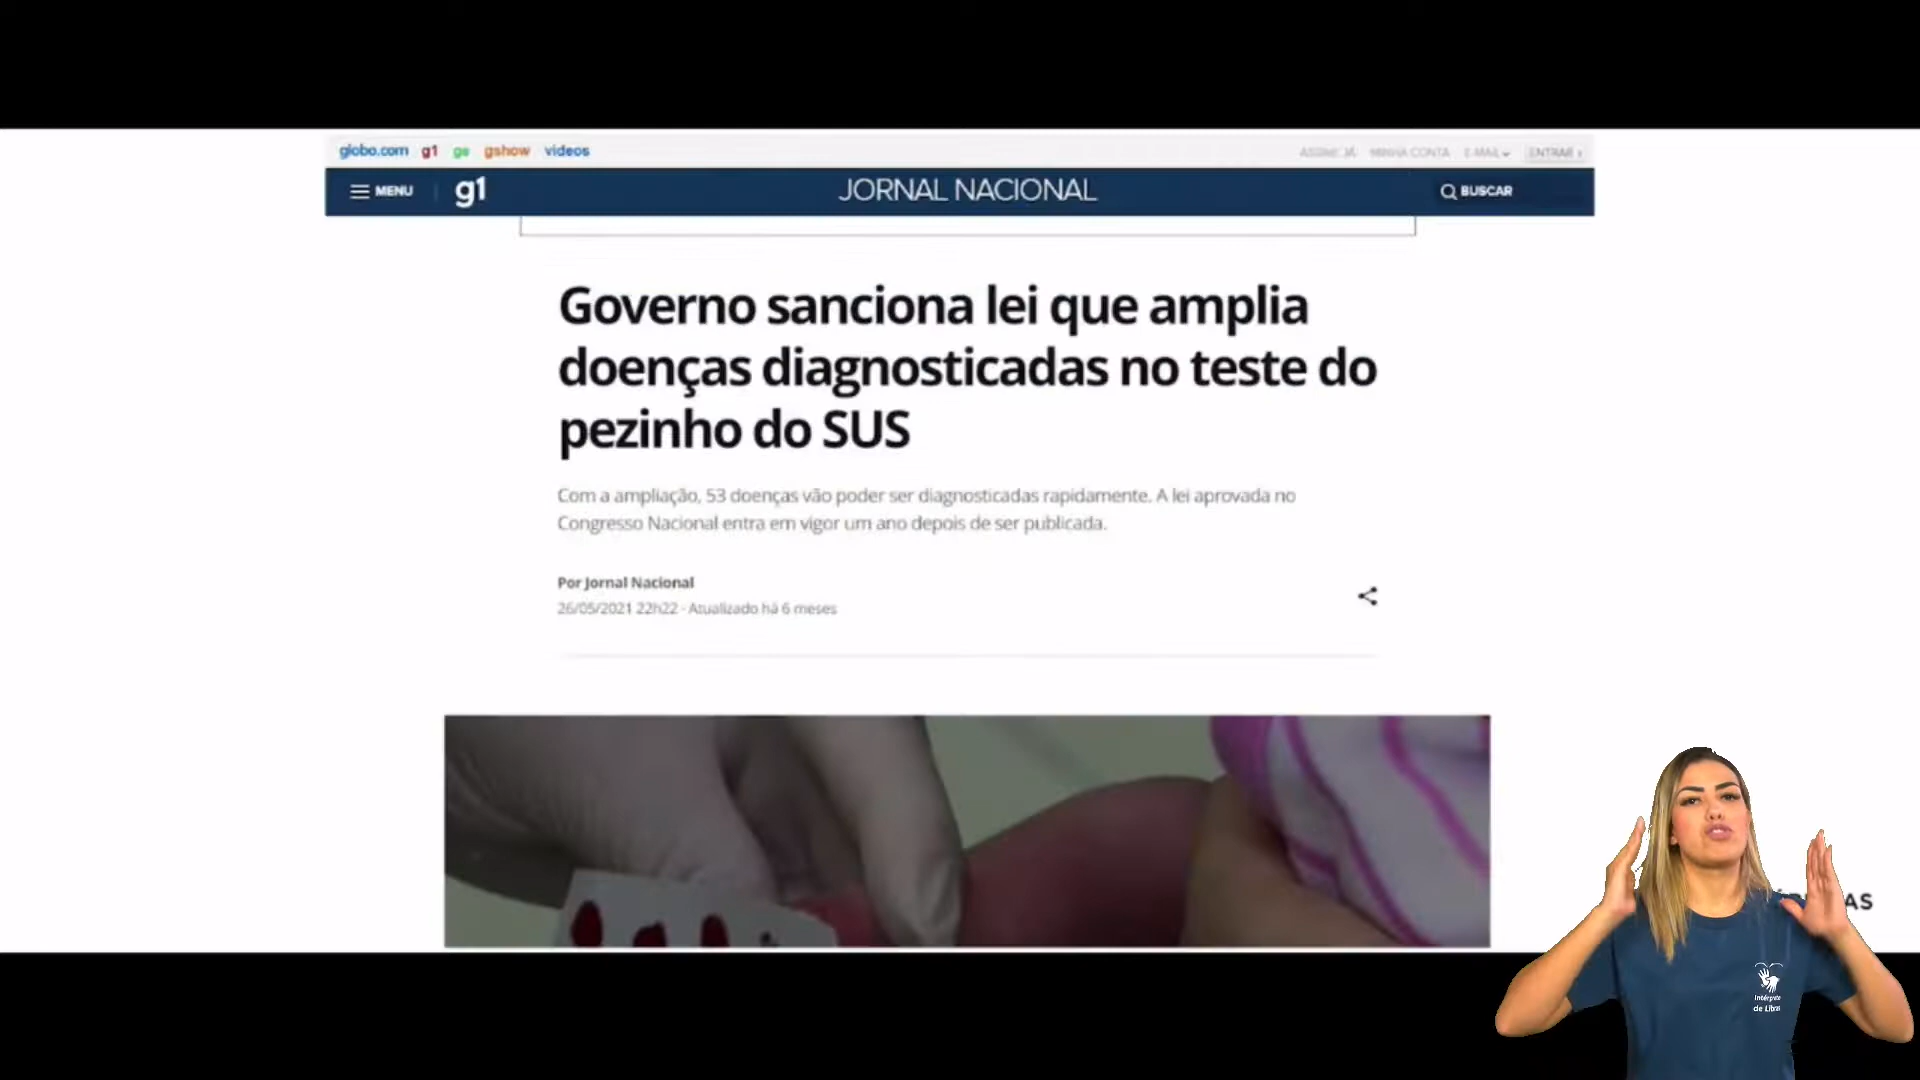 globo.com g1 ge gshow videos
ASSINE JÁ MINHA CONTA E-MAIL ENTRAR ›
MENU g1 JORNAL NACIONAL BUSCAR
Governo sanciona lei que amplia
doenças diagnosticadas no teste do
pezinho do SUS
Com a ampliação, 53 doenças vão poder ser diagnosticadas rapidamente. A lei aprovada no
Congresso Nacional entra em vigor um ano depois de ser publicada.
Por Jornal Nacional
26/05/2021 22h22 · Atualizado há 6 meses
Intérprete
de Libras